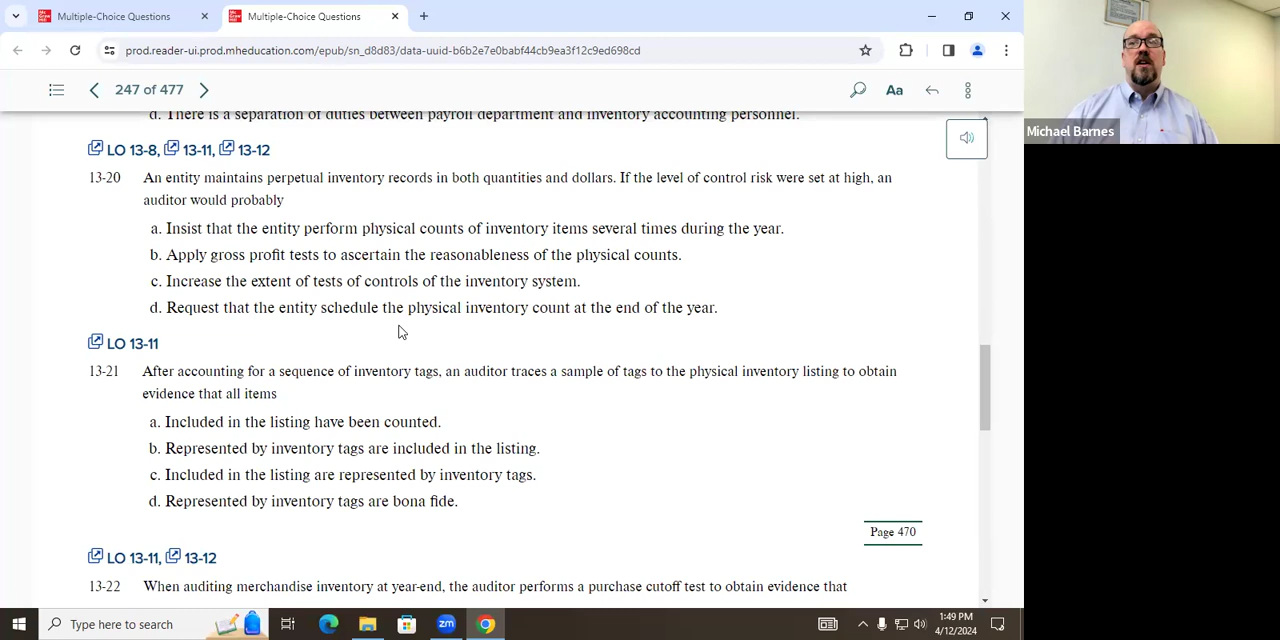 Multiple-Choice Questions
Multiple-Choice Questions
prod.reader-ui.prod.mheducation.com/epub/sn_d8d83/data-uuid-b6b2e7e0babf44cb9ea3f12c9ed698cd
247 of 477
Aa
Michael Barnes
d. There is a separation of duties between payroll department and inventory accounting personnel.
LO 13-8, 13-11, 13-12
13-20 An entity maintains perpetual inventory records in both quantities and dollars. If the level of control risk were set at high, an
auditor would probably
a. Insist that the entity perform physical counts of inventory items several times during the year.
b. Apply gross profit tests to ascertain the reasonableness of the physical counts.
c. Increase the extent of tests of controls of the inventory system.
d. Request that the entity schedule the physical inventory count at the end of the year.
LO 13-11
13-21 After accounting for a sequence of inventory tags, an auditor traces a sample of tags to the physical inventory listing to obtain
evidence that all items
a. Included in the listing have been counted.
b. Represented by inventory tags are included in the listing.
c. Included in the listing are represented by inventory tags.
d. Represented by inventory tags are bona fide.
Page 470
LO 13-11, 13-12
13-22 When auditing merchandise inventory at year-end, the auditor performs a purchase cutoff test to obtain evidence that
Type here to search
zm
1:49 PM
4/12/2024